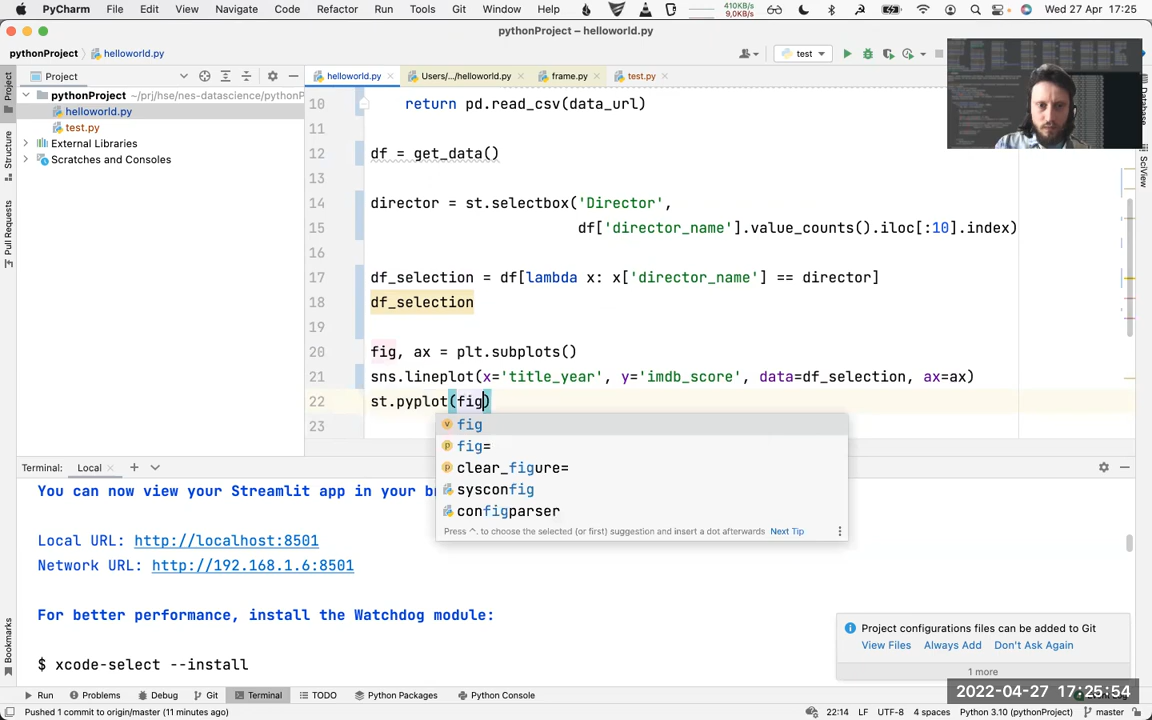 PyCharm File Edit View Navigate Code Refactor Run Tools Git Window Help 410KB/s 9,0KB/s Wed 27 Apr 17:25
pythonProject – helloworld.py
pythonProject helloworld.py test
Project helloworld.py Users/.../helloworld.py frame.py test.py
pythonProject ~/prj/hse/nes-datascience/pythonP
helloworld.py
test.py
External Libraries
Scratches and Consoles
Project
Structure
Pull Requests
Bookmarks
Database
SciView
10 return pd.read_csv(data_url)
11
12 df = get_data()
13
14 director = st.selectbox('Director',
15 df['director_name'].value_counts().iloc[:10].index)
16
17 df_selection = df[lambda x: x['director_name'] == director]
18 df_selection
19
20 fig, ax = plt.subplots()
21 sns.lineplot(x='title_year', y='imdb_score', data=df_selection, ax=ax)
22 st.pyplot(fig)
23
v fig
p fig=
p clear_figure=
sysconfig
configparser
Press ^. to choose the selected (or first) suggestion and insert a dot afterwards Next Tip
Terminal: Local
You can now view your Streamlit app in your b
Local URL: http://localhost:8501
Network URL: http://192.168.1.6:8501
For better performance, install the Watchdog module:
$ xcode-select --install
Project configurations files can be added to Git
View Files Always Add Don't Ask Again
1 more
2022-04-27 17:25:54
Run Problems Debug Git Terminal TODO Python Packages Python Console
Pushed 1 commit to origin/master (11 minutes ago) 22:14 LF UTF-8 4 spaces Python 3.10 (pythonProject) master